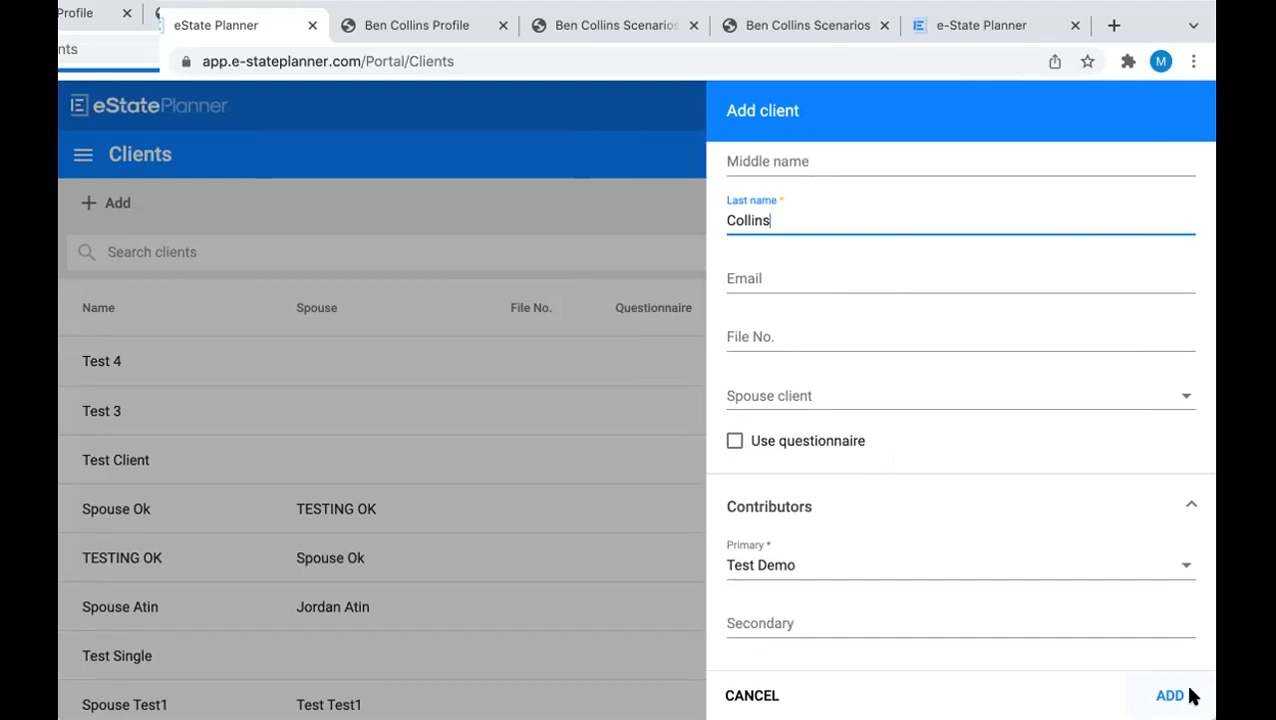 Profile
eState Planner
Ben Collins Profile
Ben Collins Scenarios
Ben Collins Scenarios
e-State Planner
nts
app.e-stateplanner.com/Portal/Clients
M
eStatePlanner
Add client
Clients
Middle name
Add
Last name *
Collins
Search clients
Email
Name Spouse File No. Questionnaire
File No.
Test 4
Spouse client
Test 3
Use questionnaire
Test Client
Spouse Ok TESTING OK
Contributors
Primary *
TESTING OK Spouse Ok
Test Demo
Spouse Atin Jordan Atin
Secondary
Test Single
CANCEL ADD
Spouse Test1 Test Test1